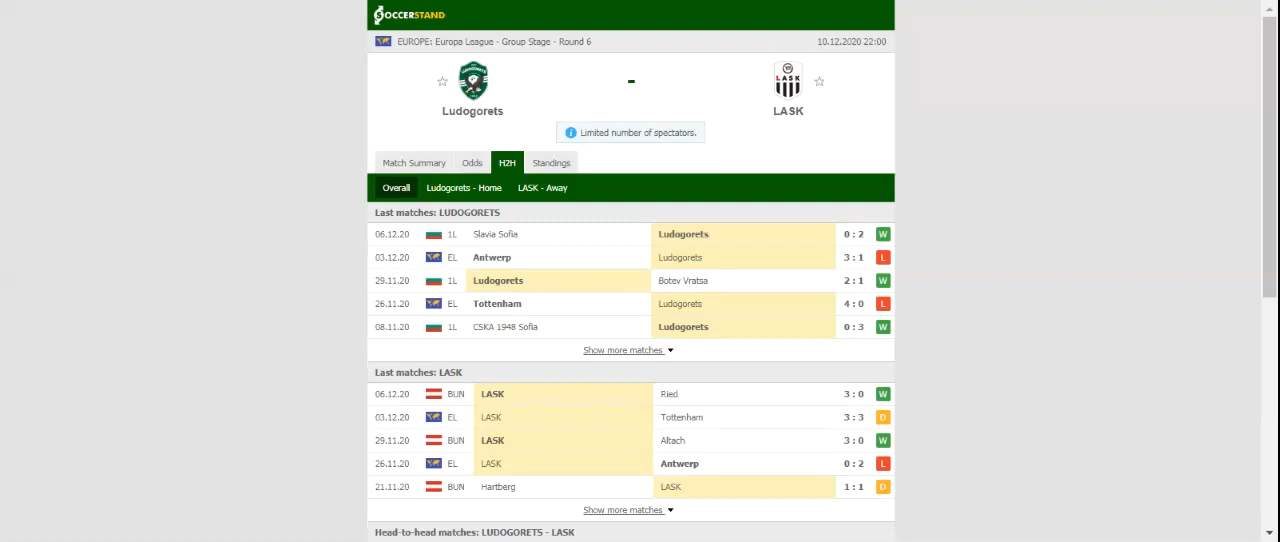 SOCCERSTAND
EUROPE: Europa League - Group Stage - Round 6 10.12.2020 22:00
-
LASK
Ludogorets LASK
Limited number of spectators.
Match Summary Odds H2H Standings
Overall Ludogorets - Home LASK - Away
Last matches: LUDOGORETS
06.12.20 1L Slavia Sofia Ludogorets 0 : 2 W
03.12.20 EL Antwerp Ludogorets 3 : 1 L
29.11.20 1L Ludogorets Botev Vratsa 2 : 1 W
26.11.20 EL Tottenham Ludogorets 4 : 0 L
08.11.20 1L CSKA 1948 Sofia Ludogorets 0 : 3 W
Show more matches
Last matches: LASK
06.12.20 BUN LASK Ried 3 : 0 W
03.12.20 EL LASK Tottenham 3 : 3 D
29.11.20 BUN LASK Altach 3 : 0 W
26.11.20 EL LASK Antwerp 0 : 2 L
21.11.20 BUN Hartberg LASK 1 : 1 D
Show more matches
Head-to-head matches: LUDOGORETS - LASK